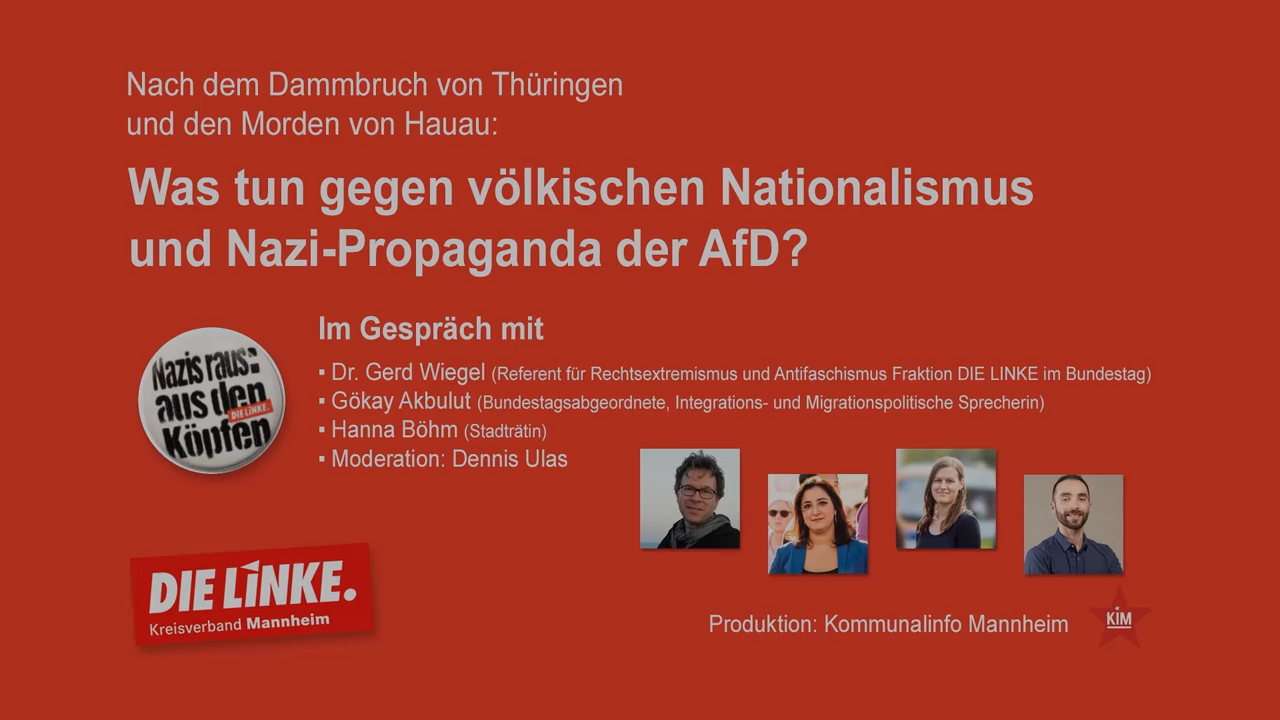 Nach dem Dammbruch von Thüringen
und den Morden von Hauau:
Was tun gegen völkischen Nationalismus
und Nazi-Propaganda der AfD?
Im Gespräch mit
▪ Dr. Gerd Wiegel (Referent für Rechtsextremismus und Antifaschismus Fraktion DIE LINKE im Bundestag)
▪ Gökay Akbulut (Bundestagsabgeordnete, Integrations- und Migrationspolitische Sprecherin)
▪ Hanna Böhm (Stadträtin)
▪ Moderation: Dennis Ulas
Nazis raus:
aus den
DIE LINKE.
Köpfen
DIE LINKE.
Kreisverband Mannheim
Produktion: Kommunalinfo Mannheim
KIM